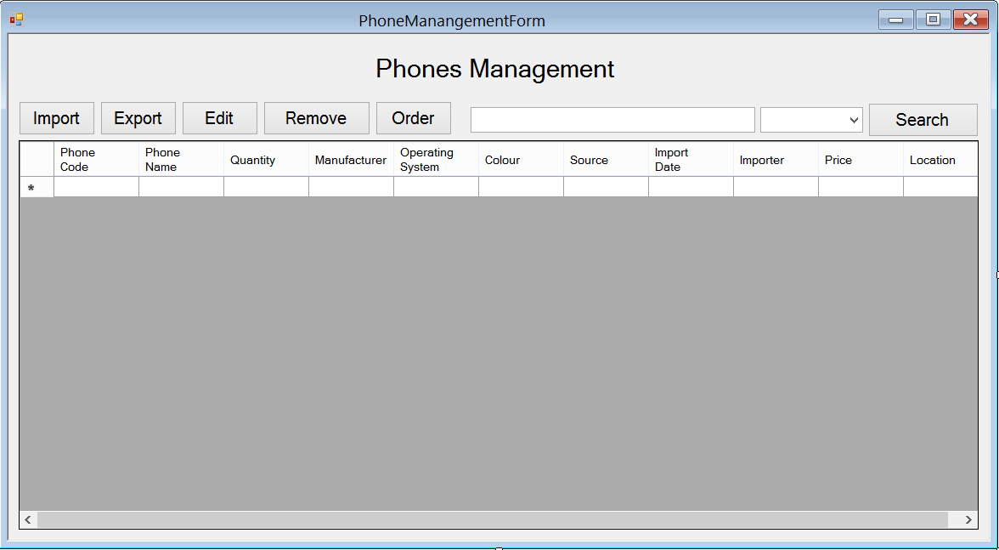 PhoneManangementForm
Phones Management
Import Export Edit Remove Order Search
Phone Code Phone Name Quantity Manufacturer Operating System Colour Source Import Date Importer Price Location
*